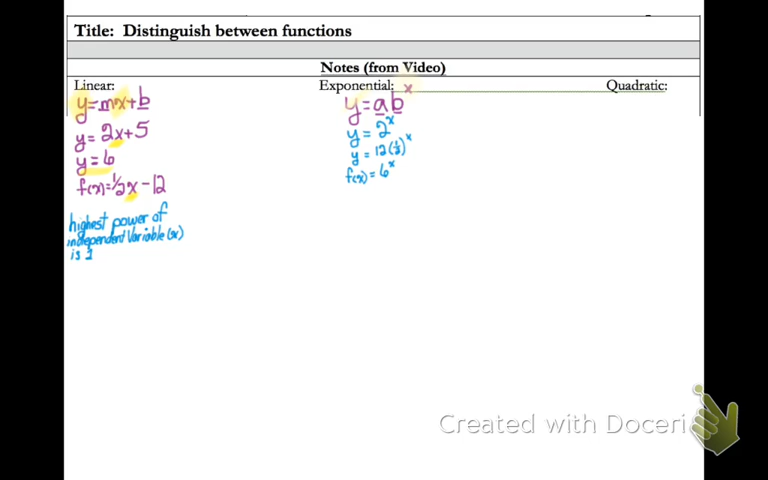 Title: Distinguish between functions
Notes (from Video)
Linear:
y=mx+b
y=2x+5
y=6
f(x)=1/2x-12
highest power of
independent Variable (x)
is 1
Exponential:
y=ab^x
y=2^x
y=12(1/2)^x
f(x)=6^x
Quadratic:
Created with Doceri